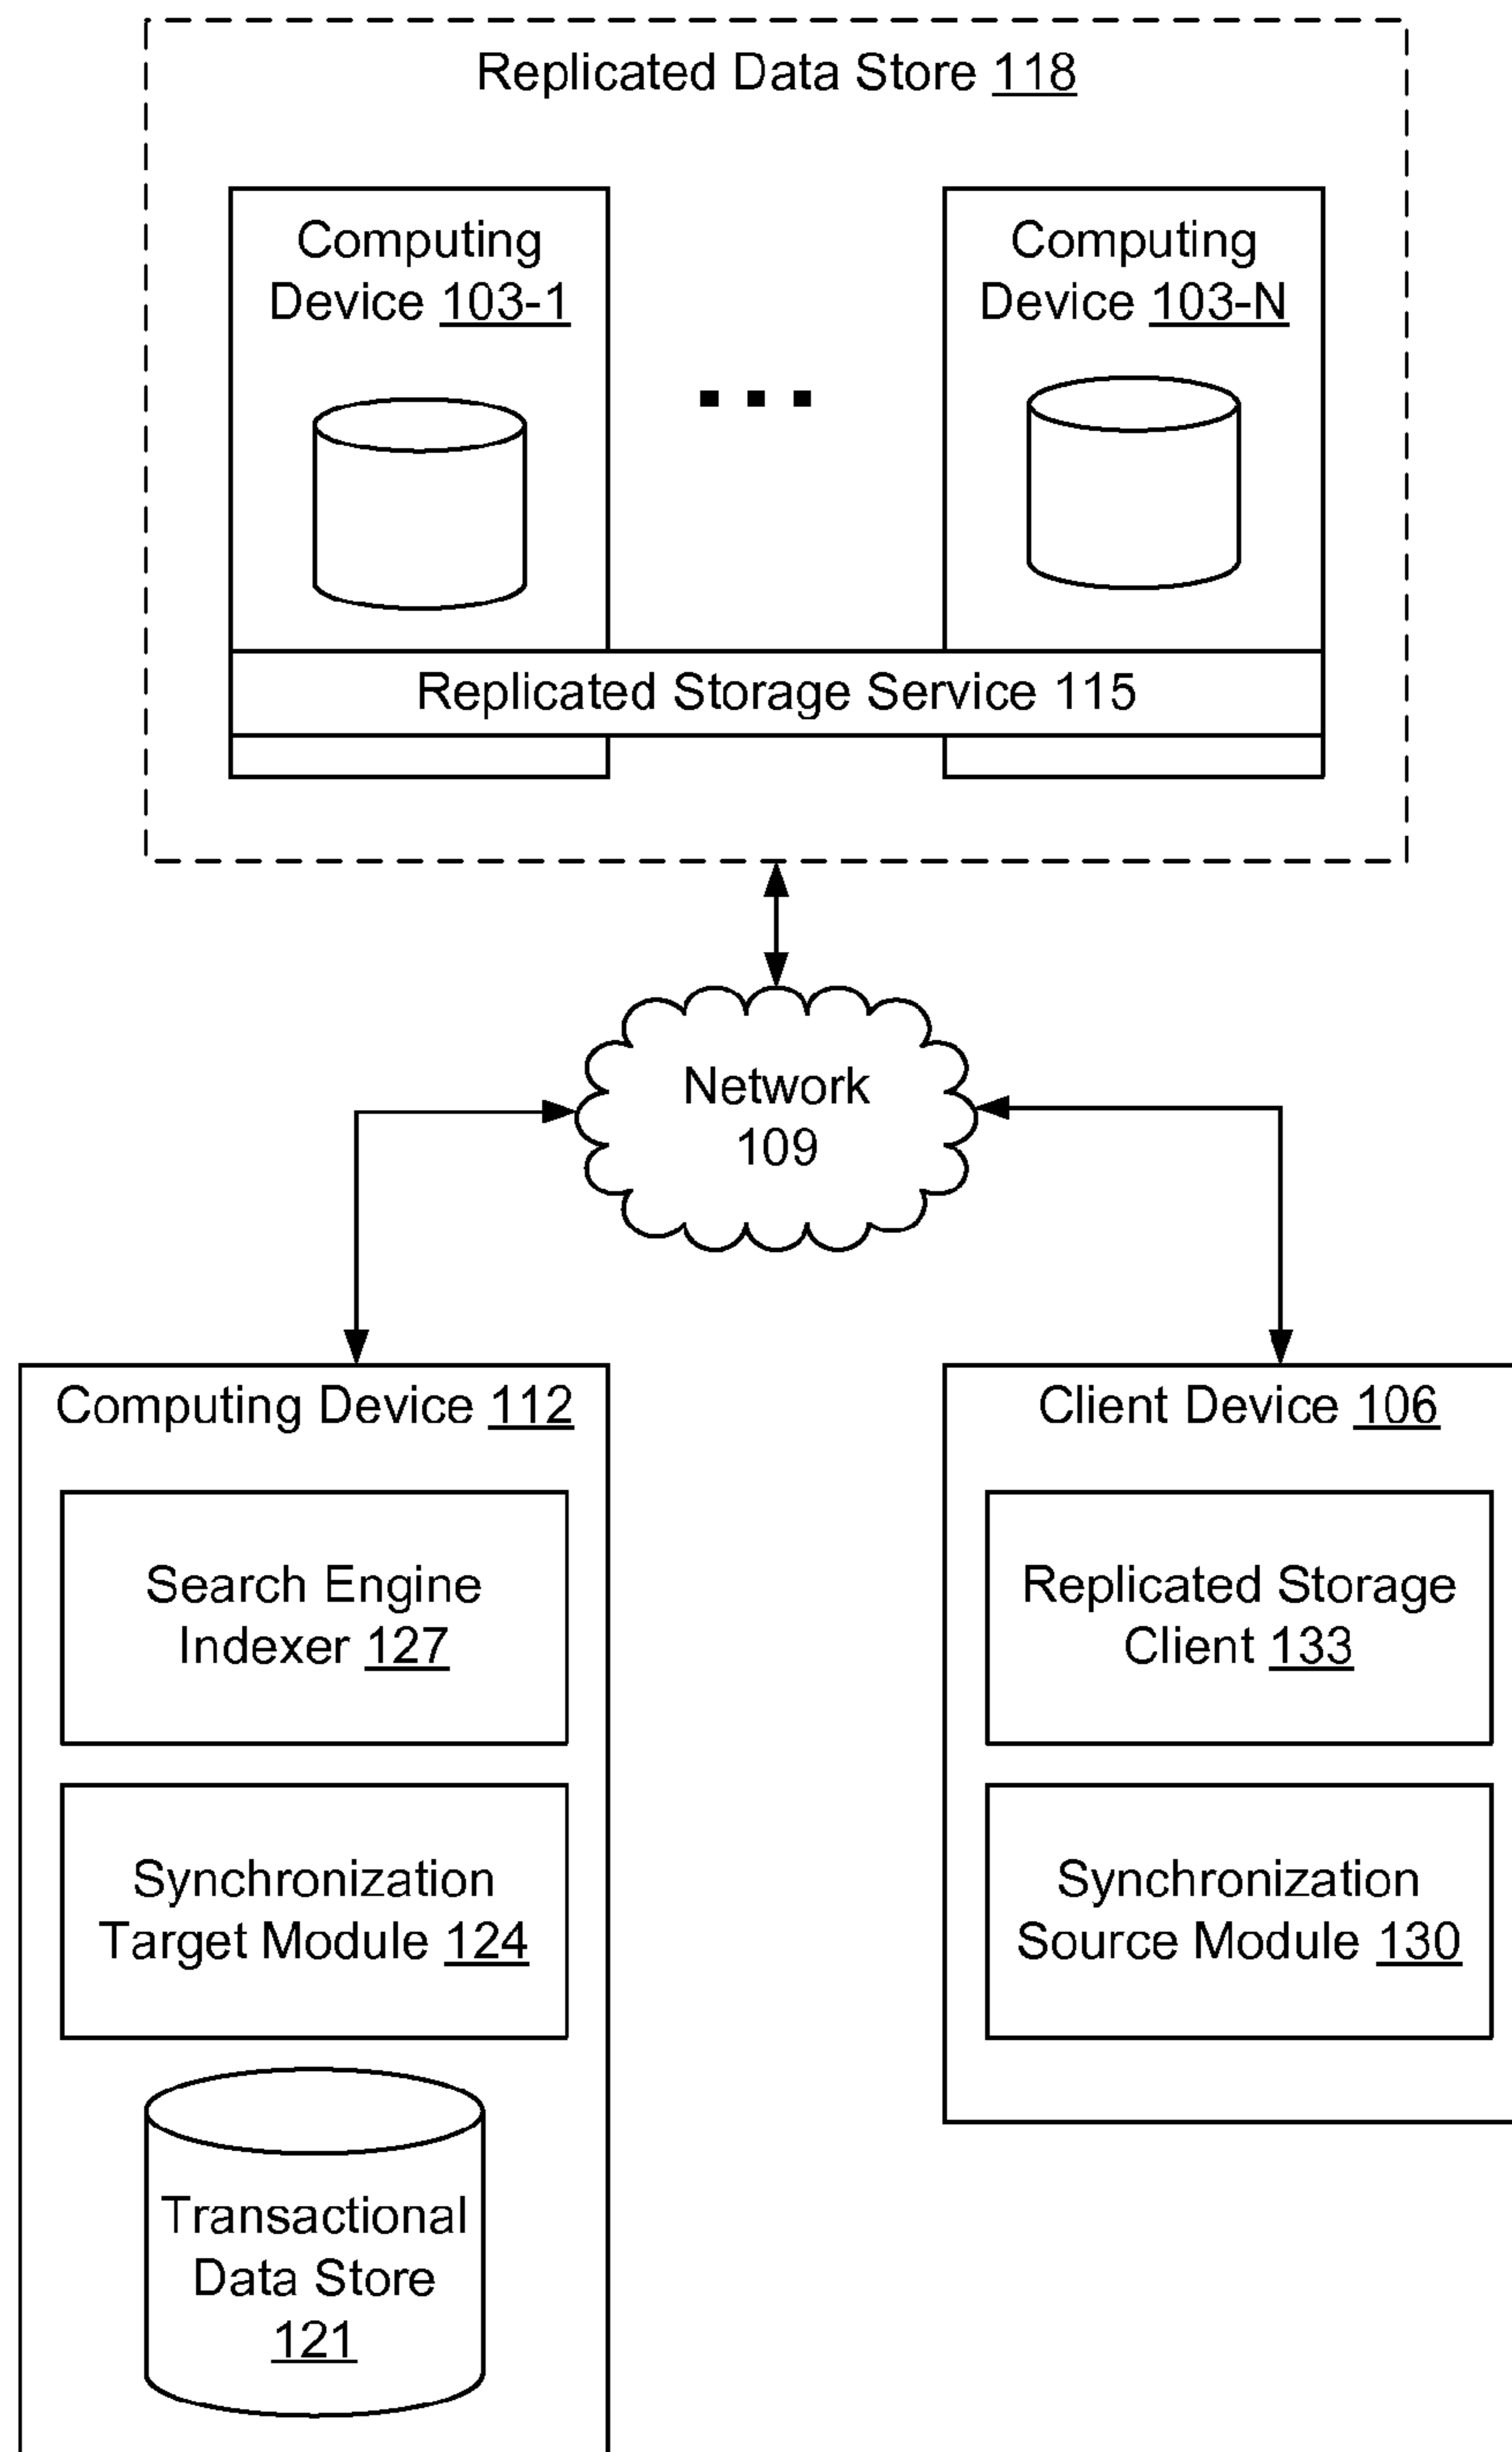 Replicated Data Store 118
Computing
Device 103-1
Computing
Device 103-N
Replicated Storage Service 115
Network
109
Computing Device 112
Search Engine
Indexer 127
Synchronization
Target Module 124
Transactional
Data Store
121
Client Device 106
Replicated Storage
Client 133
Synchronization
Source Module 130